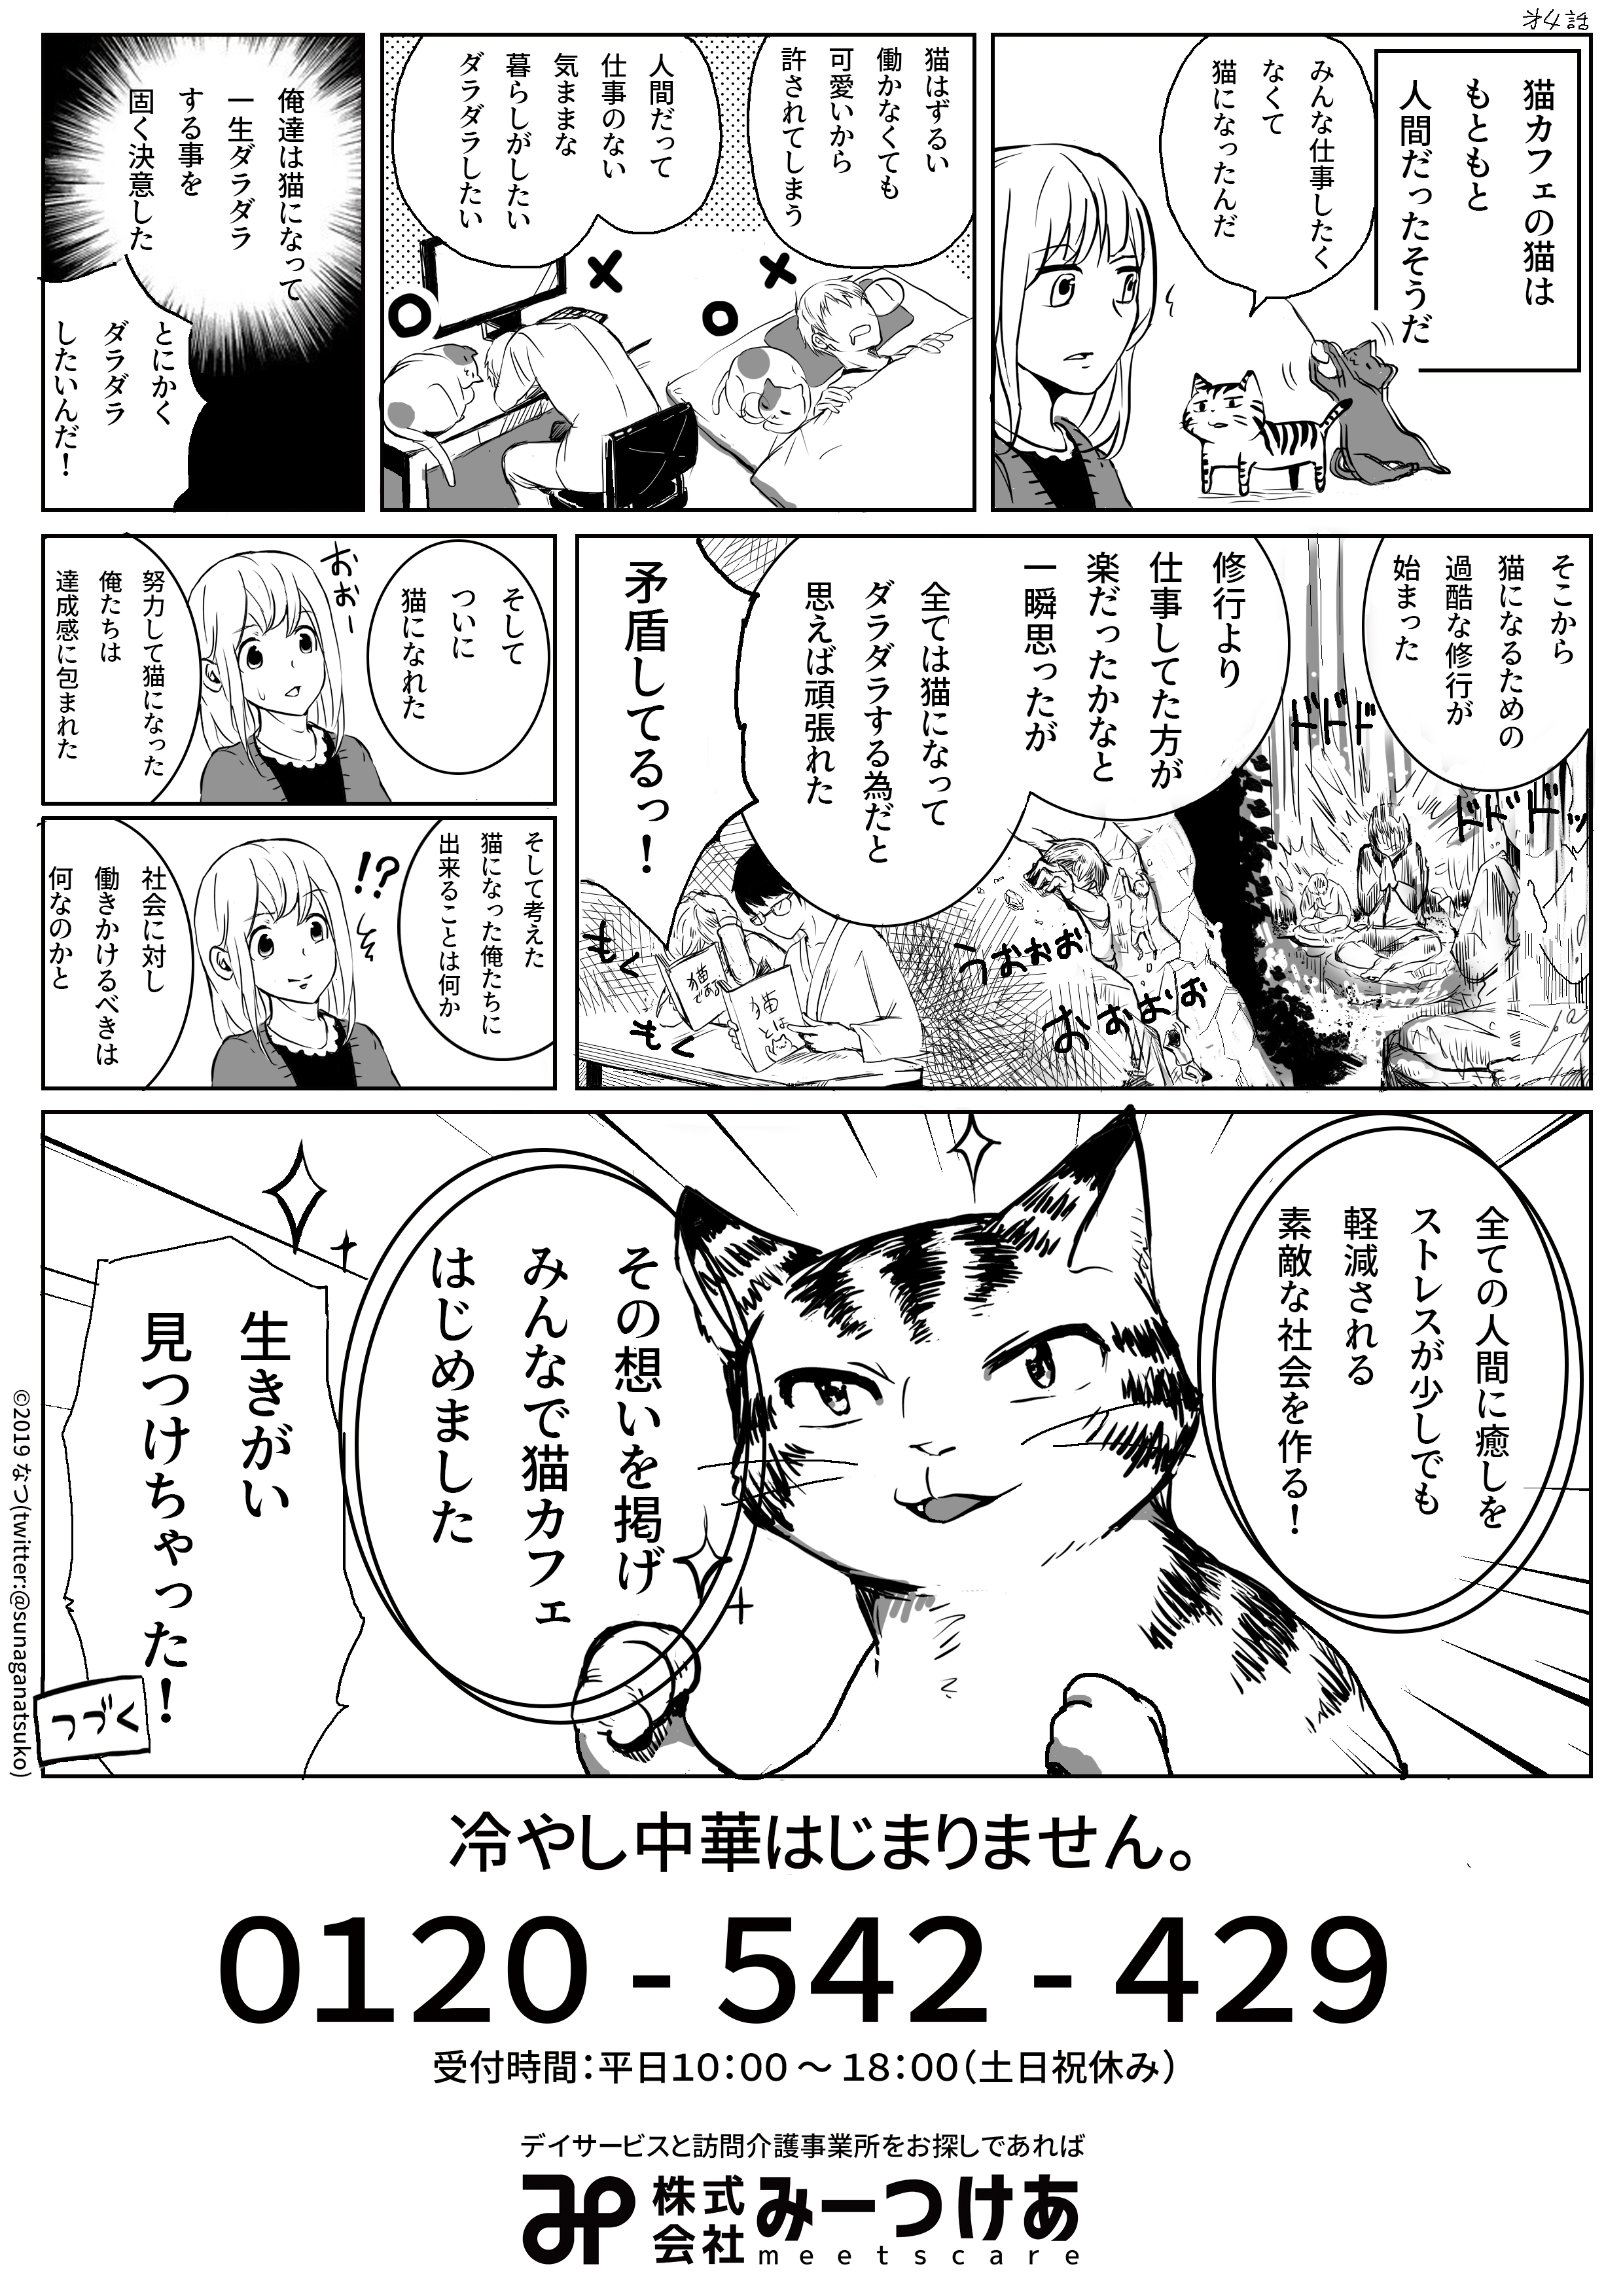 第4話
猫カフェの猫は
もともと
人間だったそうだ
みんな仕事したく
なくて
猫になったんだ
猫はずるい
働かなくても
可愛いから
許されてしまう
人間だって
仕事のない
気ままな
暮らしがしたい
ダラダラしたい
俺達は猫になって
一生ダラダラ
する事を
固く決意した
とにかく
ダラダラ
したいんだ！
そこから
猫になるための
過酷な修行が
始まった
ドドドド
ドドドドッ
修行より
仕事してた方が
楽だったかなと
一瞬思ったが
うおぉぉお
おおぉおお
全ては猫になって
ダラダラする為だと
思えば頑張れた
矛盾してるっ！
猫
である
猫
とは
もく
もく
そして
ついに
猫になれた
おぉー
努力して猫になった
俺たちは
達成感に包まれた
そして考えた
猫になった俺たちに
出来ることは何か
!?
社会に対し
働きかけるべきは
何なのかと
全ての人間に癒しを
ストレスが少しでも
軽減される
素敵な社会を作る！
その想いを掲げ
みんなで猫カフェ
はじめました
生きがい
見つけちゃった！
つづく
©2019 なつ(twitter:@sunaganatsuko)
冷やし中華はじまりません。
0120 - 542 - 429
受付時間：平日10：00 ～ 18：00（土日祝休み）
デイサービスと訪問介護事業所をお探しであれば
株式会社 みーつけあ
meetscare